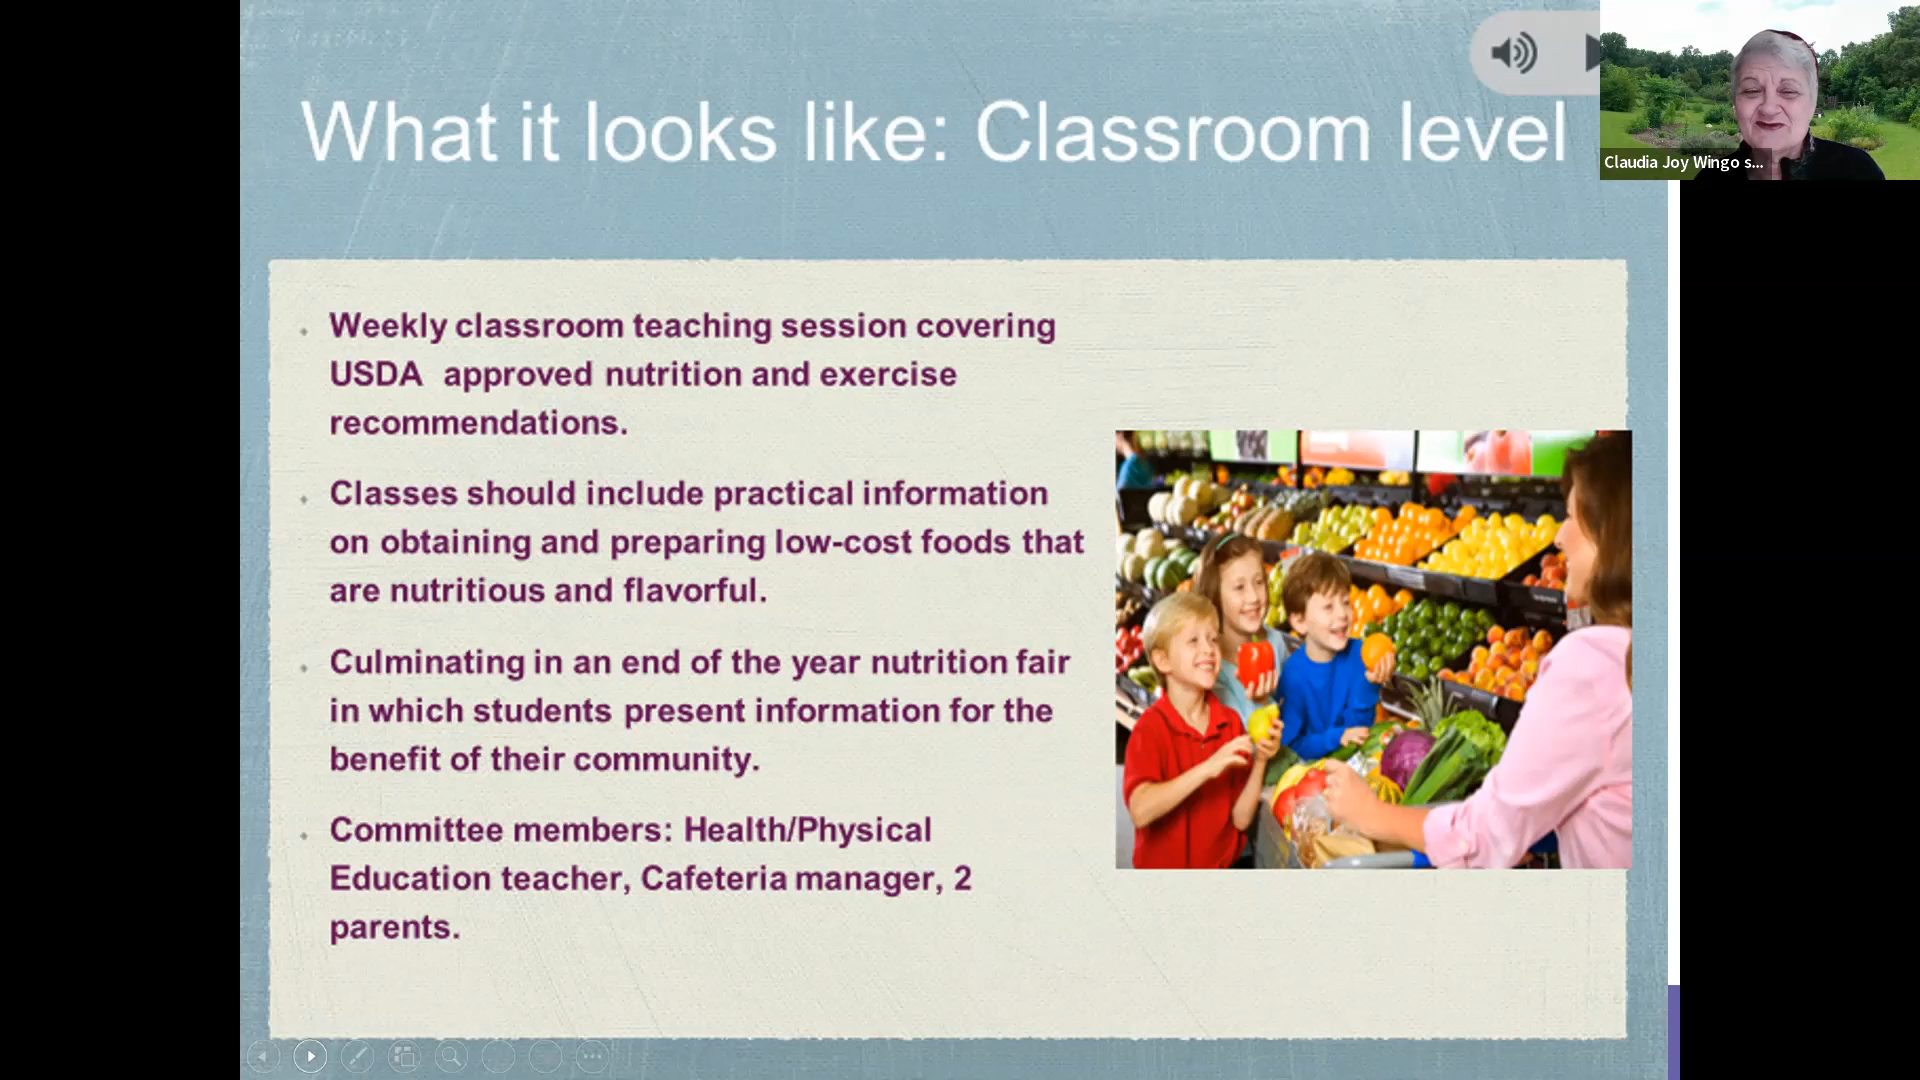 What it looks like: Classroom level
Claudia Joy Wingo s...
Weekly classroom teaching session covering
USDA approved nutrition and exercise
recommendations.
Classes should include practical information
on obtaining and preparing low-cost foods that
are nutritious and flavorful.
Culminating in an end of the year nutrition fair
in which students present information for the
benefit of their community.
Committee members: Health/Physical
Education teacher, Cafeteria manager, 2
parents.